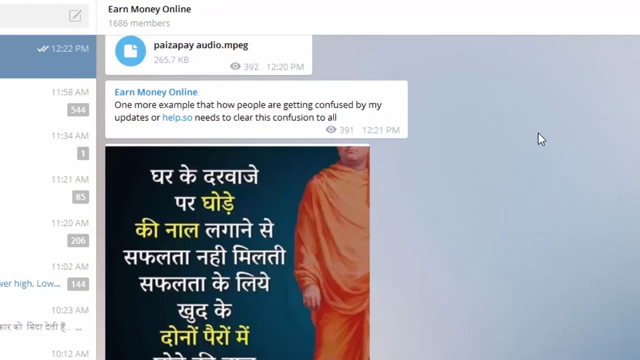 Earn Money Online
1686 members
12:22 PM
paizapay audio.mpeg
265.7 KB
392 12:20 PM
11:58 AM
544
Earn Money Online
One more example that how people are getting confused by my
updates or help.so needs to clear this confusion to all
391 12:21 PM
11:34 AM
1
11:21 AM
85
11:20 AM
206
11:02 AM
wer high, Low... 144
10:23 AM
कार को मिटा देती हैं.. ...
10:12 AM
घर के दरवाजे
पर घोड़े
की नाल लगाने से
सफलता नही मिलती
सफलता के लिये
खुद के
दोनों पैरों में